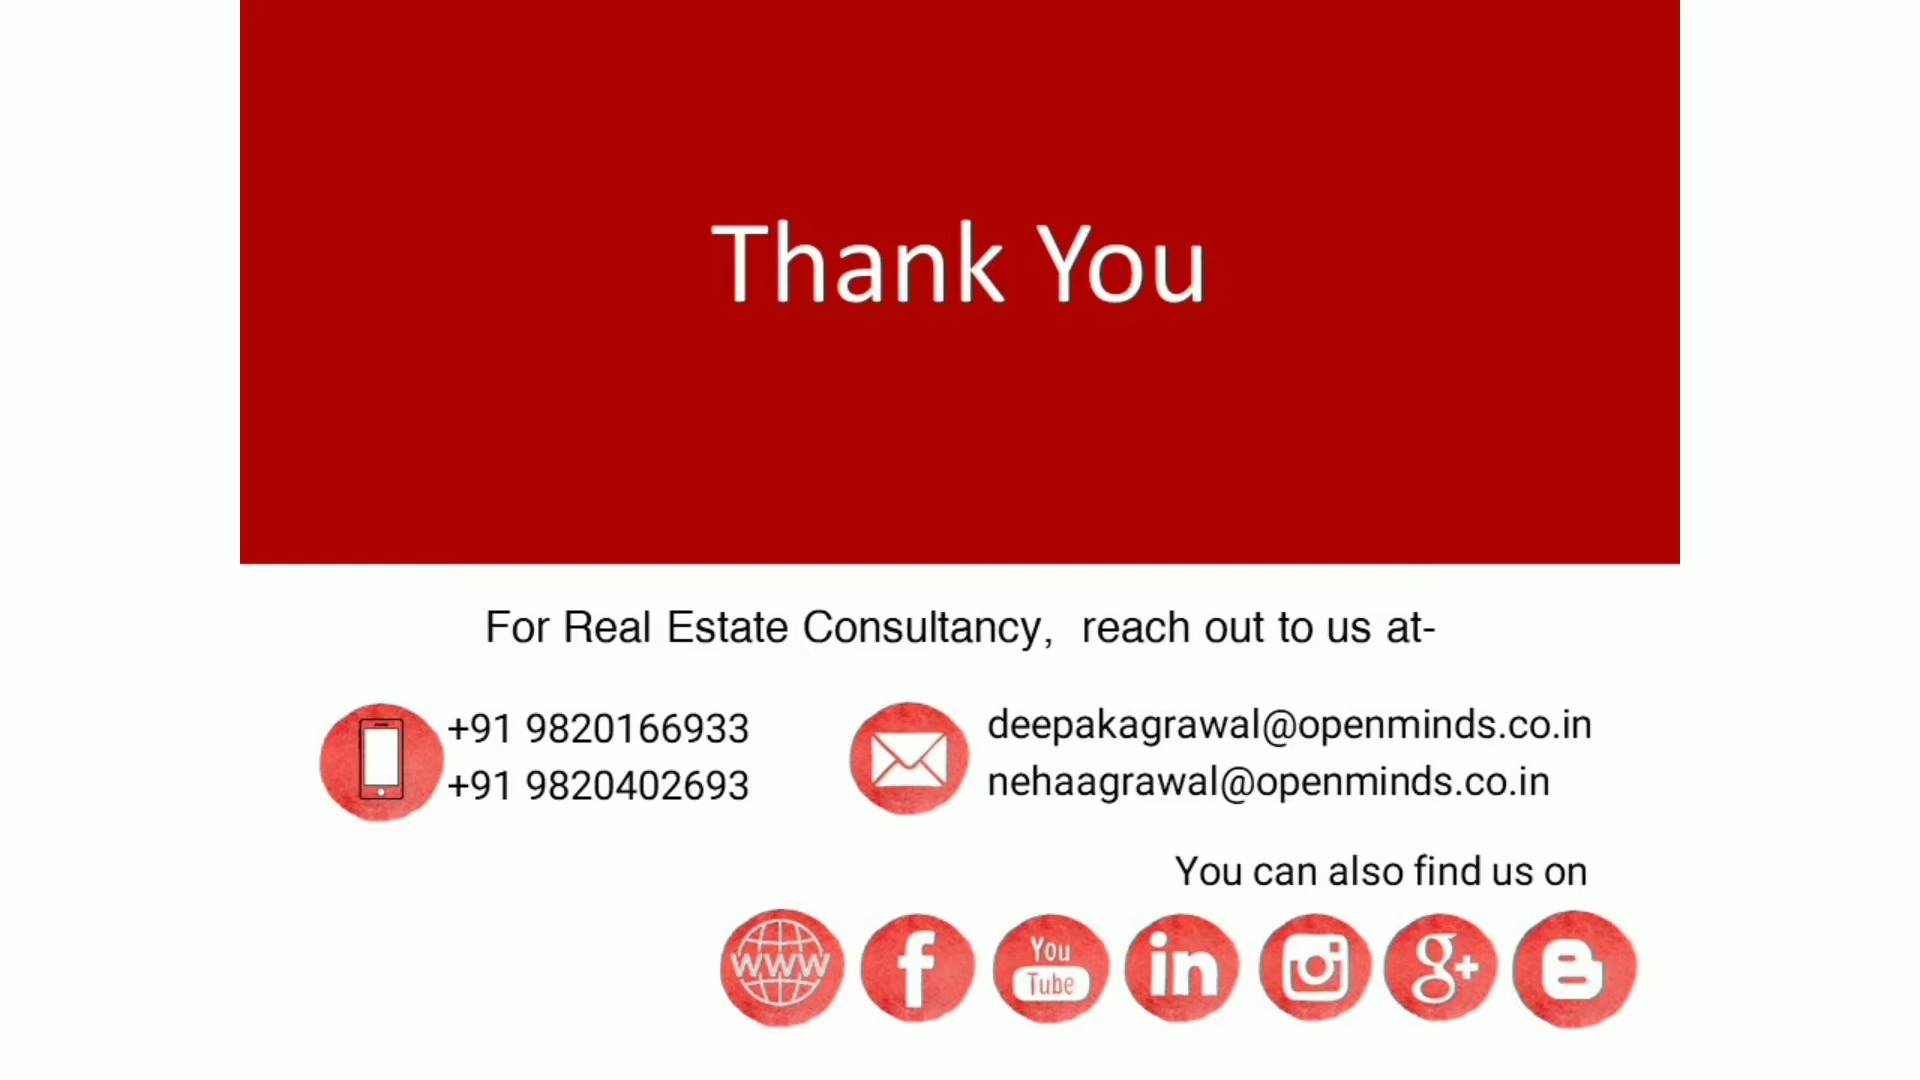 Thank You
For Real Estate Consultancy, reach out to us at-
+91 9820166933
+91 9820402693
deepakagrawal@openminds.co.in
nehaagrawal@openminds.co.in
You can also find us on
WWW
f
You
Tube
in
g+
B